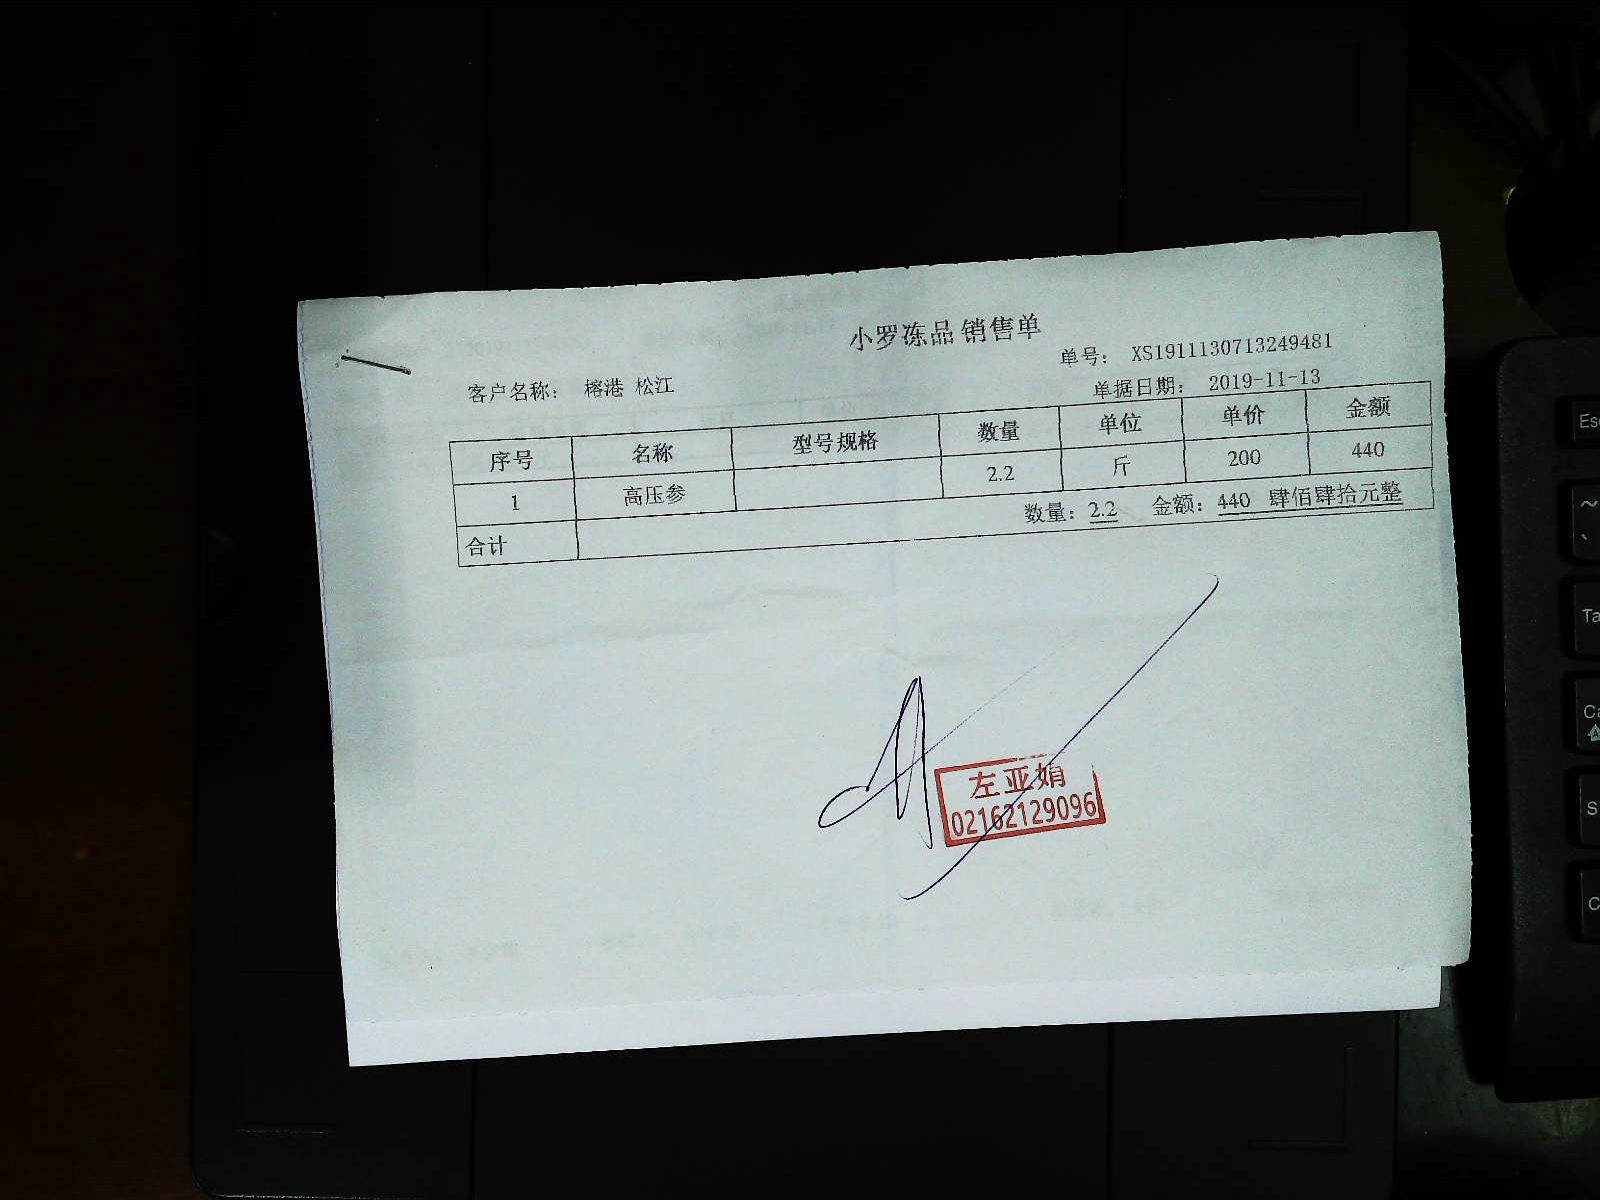 小罗冻品 销售单
单号： XS1911130713249481
客户名称： 榕港 松江
单据日期： 2019-11-13
序号 名称 型号规格 数量 单位 单价 金额
1 高压参 2.2 斤 200 440
合计 数量：2.2 金额：440 肆佰肆拾元整
左亚娟
02162129096
Esc
~
`
Ta
Ca
S
C